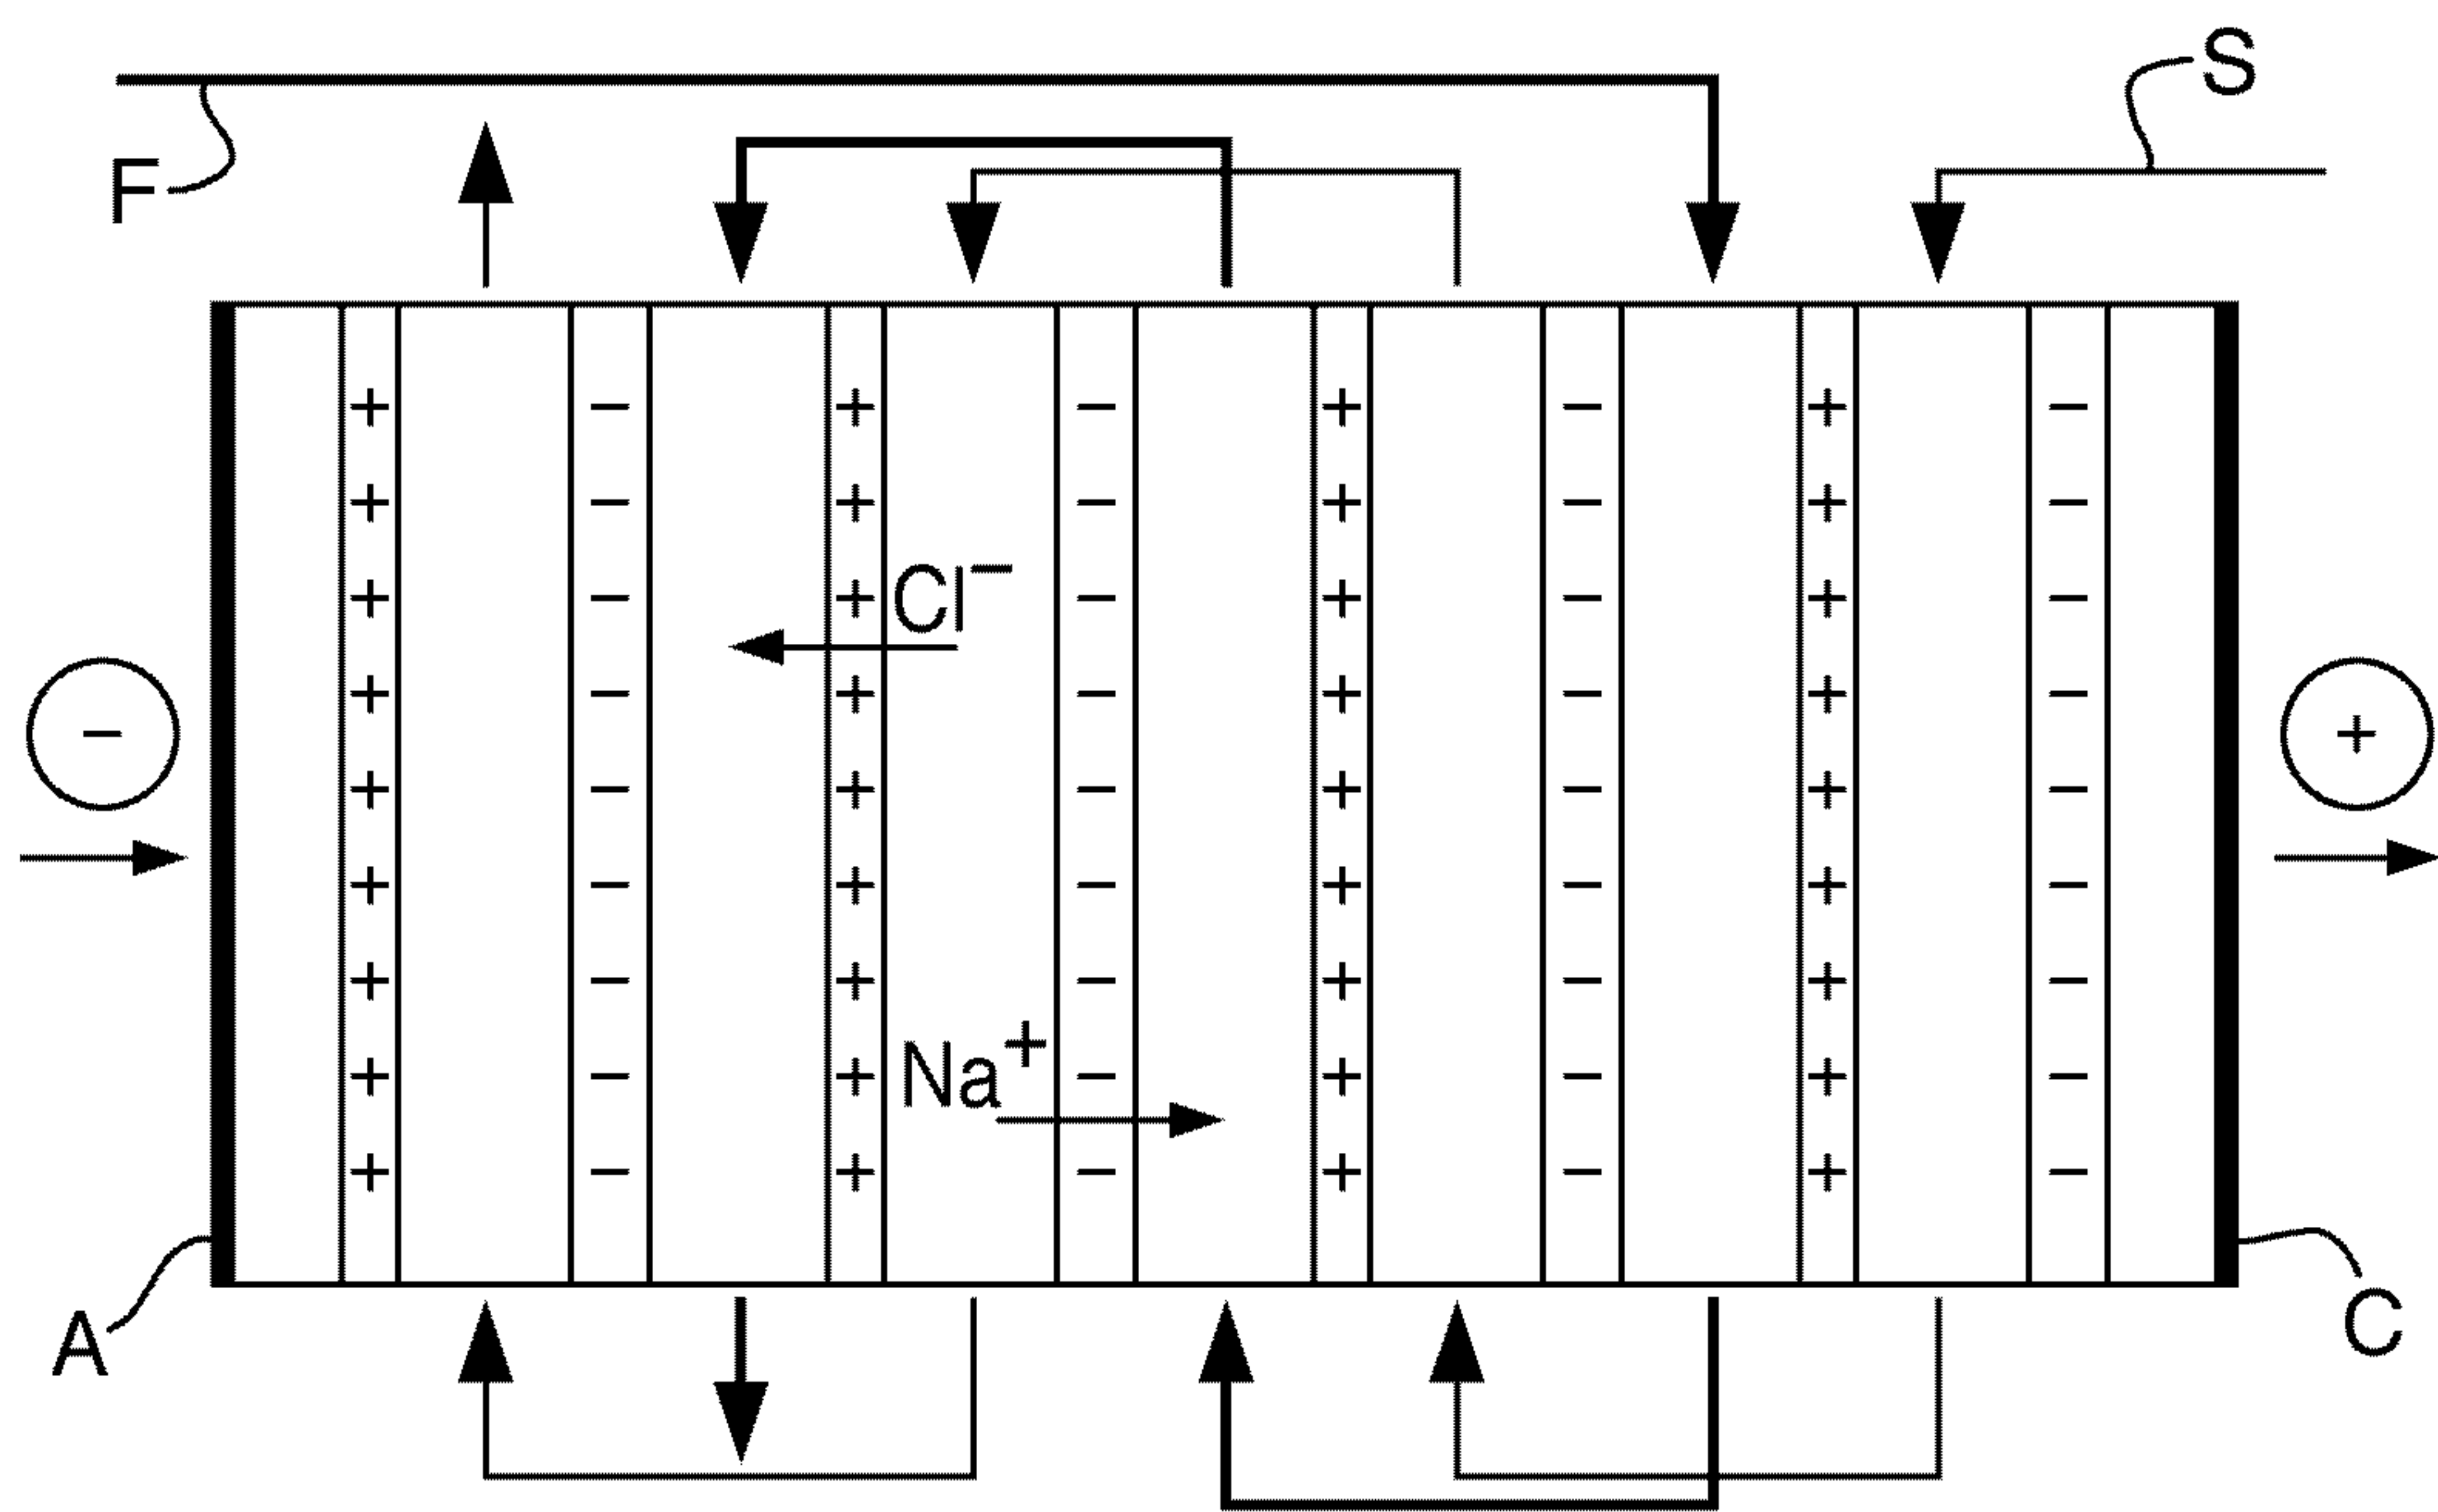 S
F
+ − + − + − + −
+ − + − + − + −
+ − + Cl⁻ − + − + −
+ − + − + − + −
− +
+ − + − + − + −
+ − + − + − + −
+ − + − + − + −
+ − + Na⁺ − + − + −
+ − + − + − + −
A C